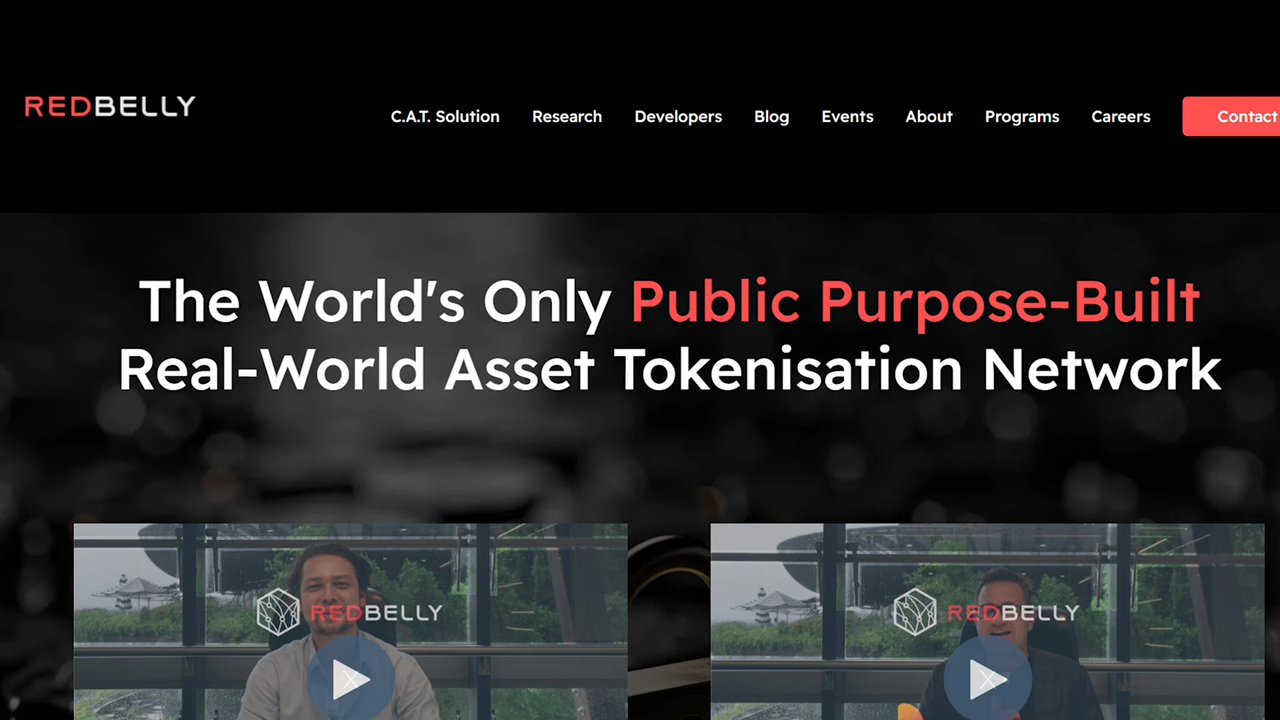 REDBELLY
C.A.T. Solution Research Developers Blog Events About Programs Careers Contact
The World's Only Public Purpose-Built
Real-World Asset Tokenisation Network
REDBELLY REDBELLY